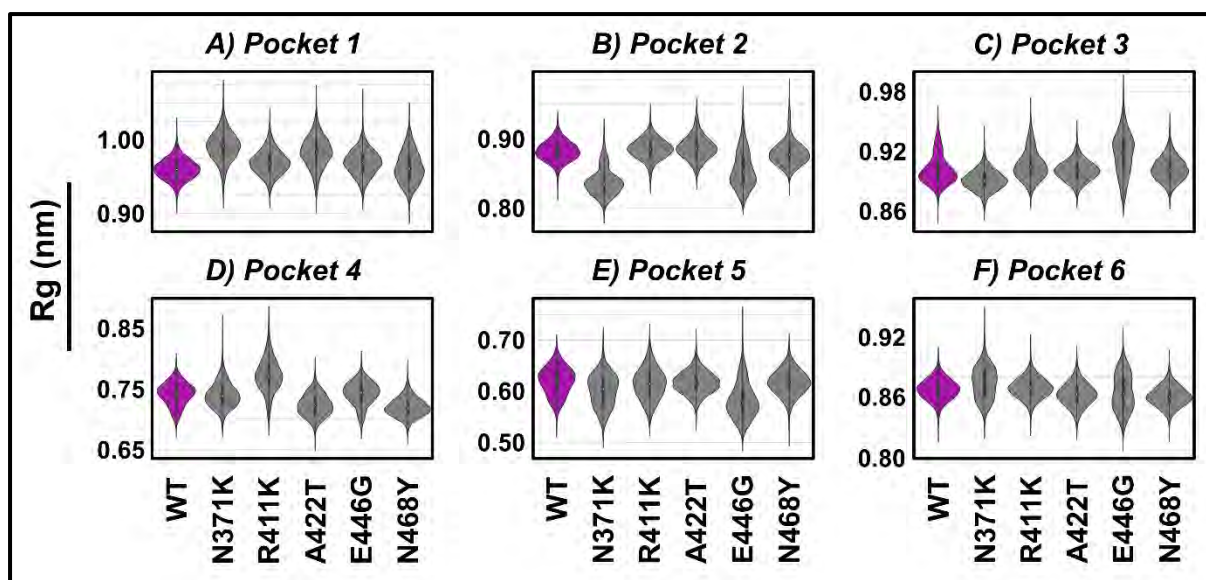 A) Pocket 1
B) Pocket 2
C) Pocket 3
1.00
0.90
0.90
0.80
0.98
0.92
0.86
Rg (nm)
D) Pocket 4
E) Pocket 5
F) Pocket 6
0.85
0.75
0.65
0.70
0.60
0.50
0.92
0.86
0.80
WT
N371K
R411K
A422T
E446G
N468Y
WT
N371K
R411K
A422T
E446G
N468Y
WT
N371K
R411K
A422T
E446G
N468Y